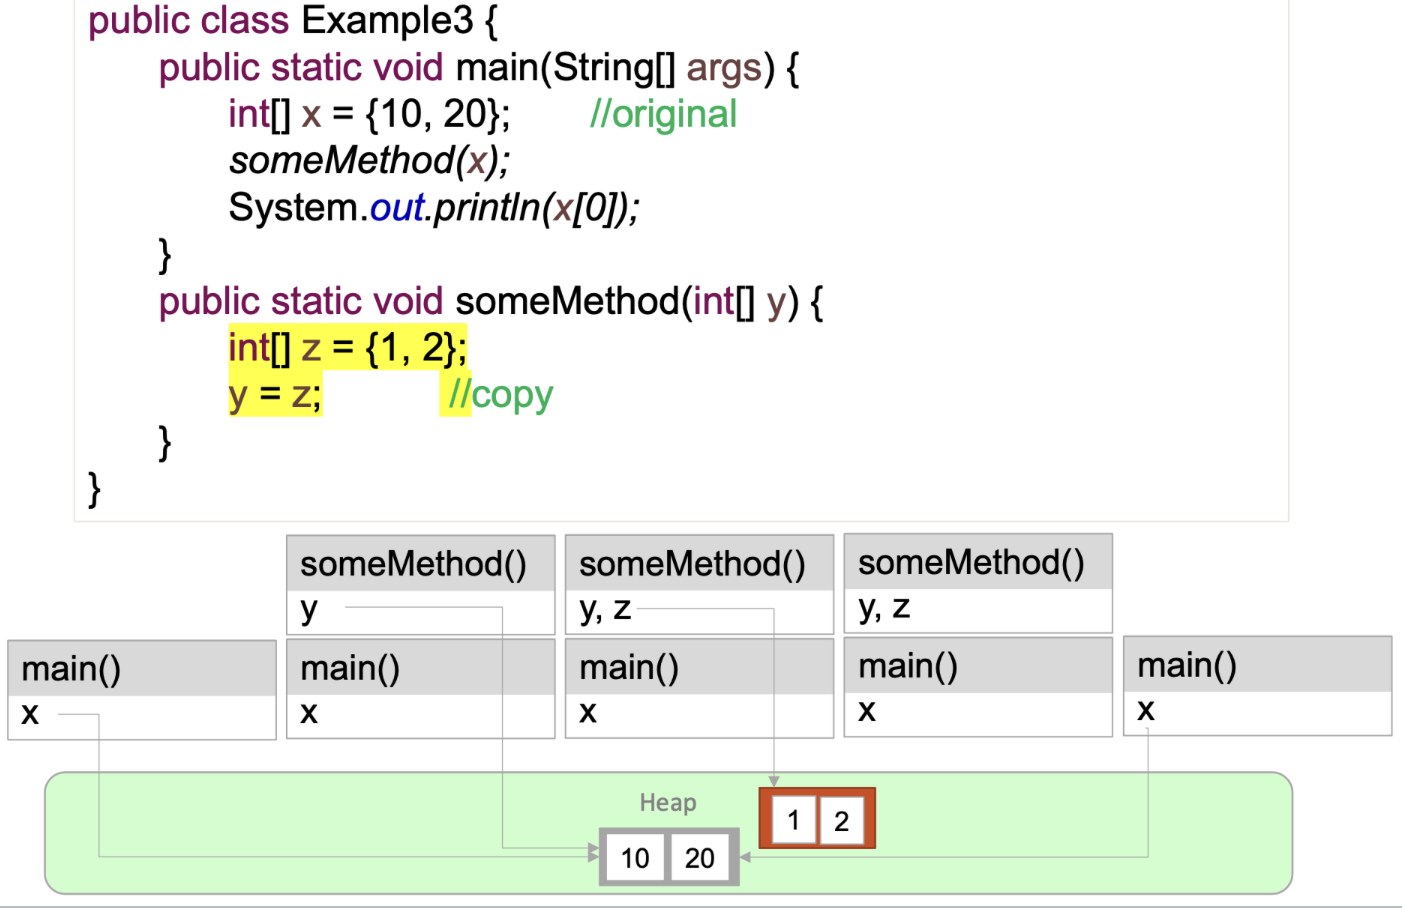 public class Example3 {
public static void main(String[] args) {
int[] x = {10, 20}; //original
someMethod(x);
System.out.println(x[0]);
}
public static void someMethod(int[] y) {
int[] z = {1, 2};
y = z; //copy
}
}
someMethod() someMethod() someMethod()
y y, z y, z
main() main() main() main() main()
x x x x x
Heap 1 2
10 20